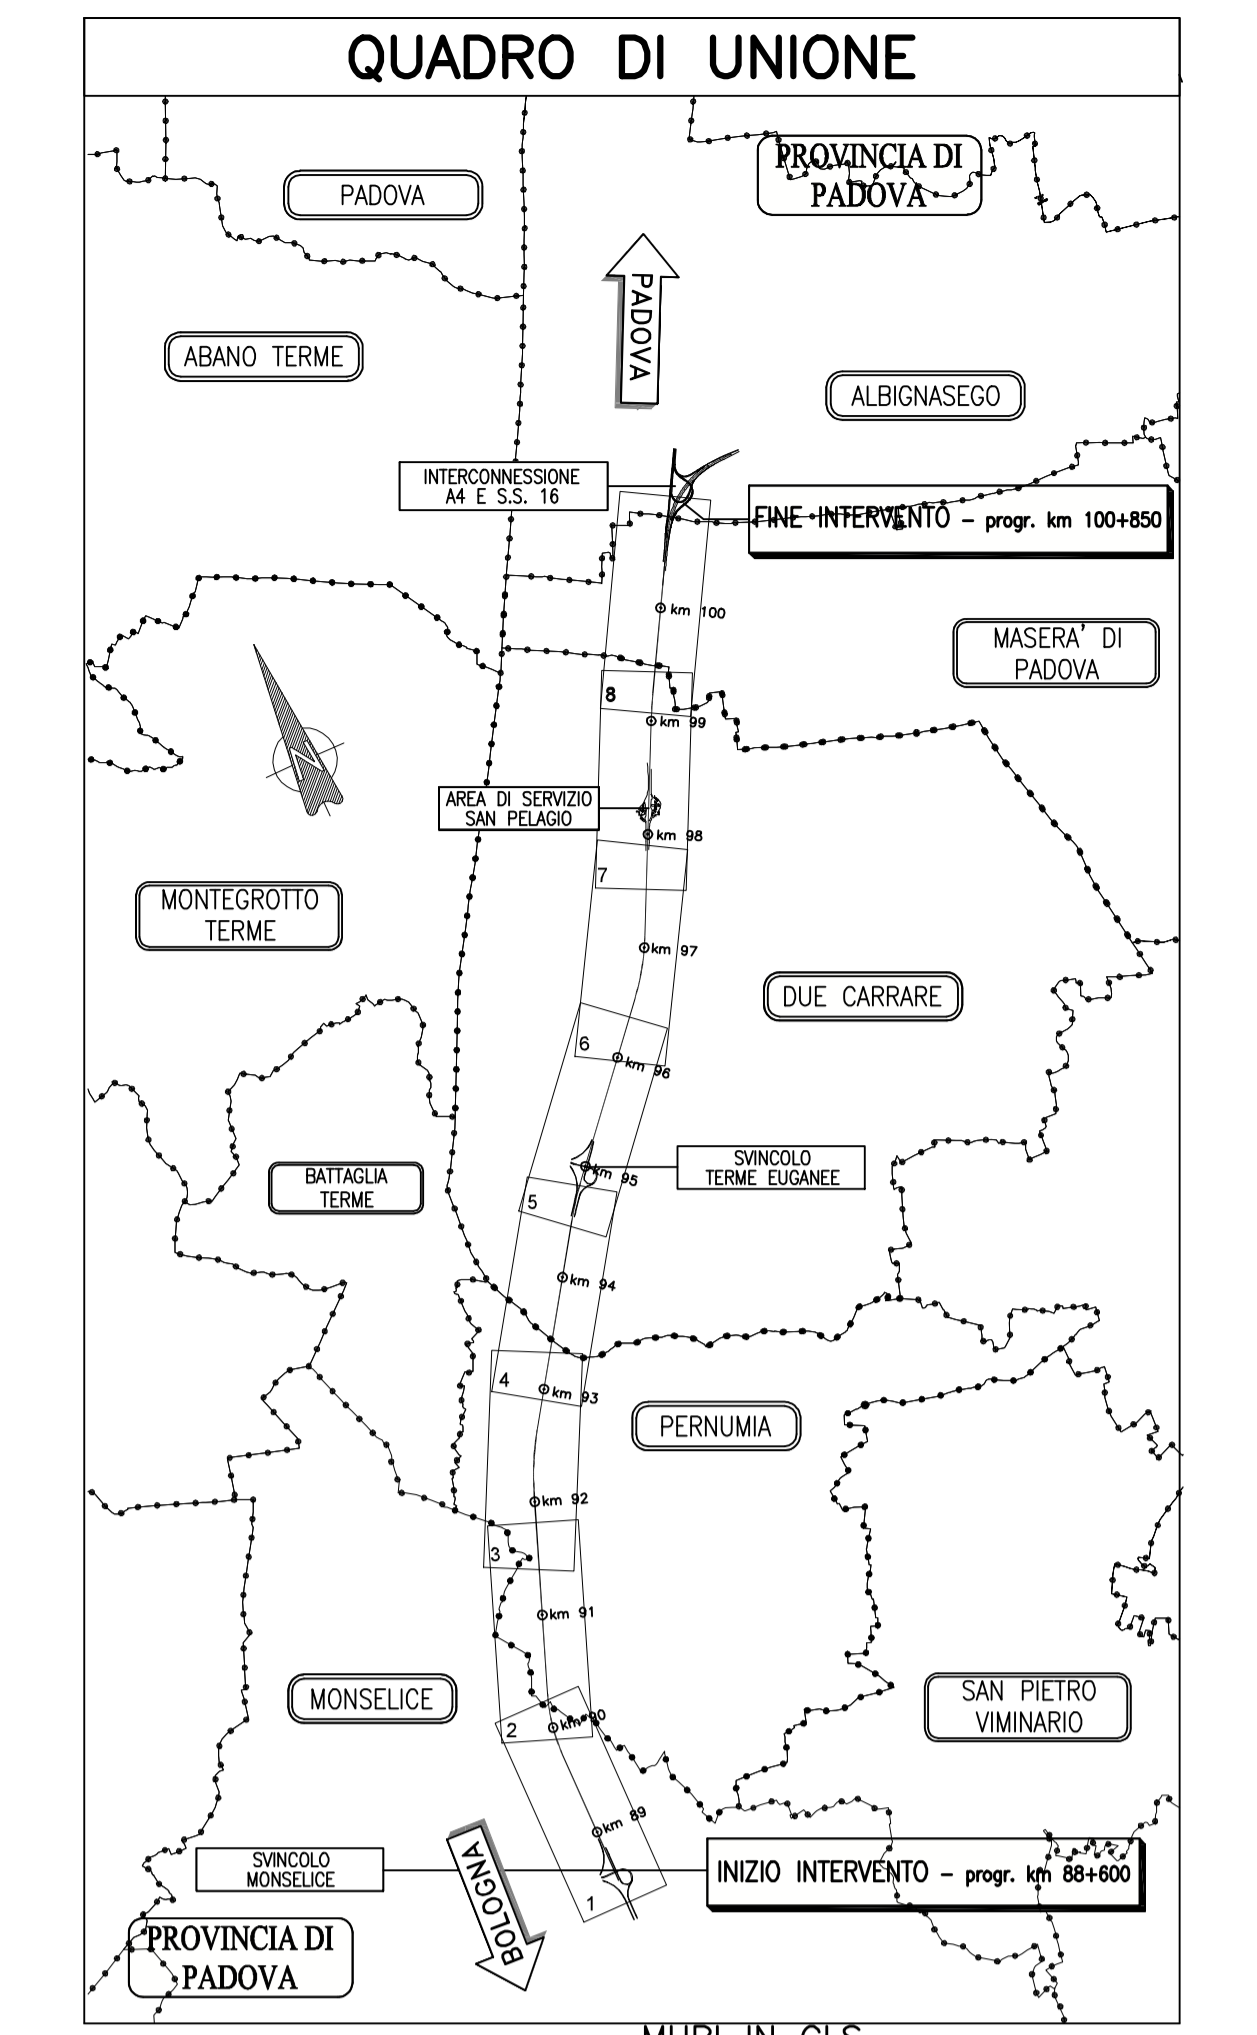 QUADRO DI UNIONE
PROVINCIA DI
PADOVA
PADOVA
PADOVA
ABANO TERME
ALBIGNASEGO
INTERCONNESSIONE
A4 E S.S. 16
FINE INTERVENTO - progr. km 100+850
km 100
MASERA' DI
PADOVA
8
km 99
N
AREA DI SERVIZIO
SAN PELAGIO
km 98
7
MONTEGROTTO
TERME
km 97
DUE CARRARE
6
km 96
BATTAGLIA
TERME
SVINCOLO
TERME EUGANEE
km 95
5
km 94
4
km 93
PERNUMIA
km 92
3
km 91
MONSELICE
SAN PIETRO
VIMINARIO
2
km 90
km 89
SVINCOLO
MONSELICE
BOLOGNA
INIZIO INTERVENTO - progr. km 88+600
1
PROVINCIA DI
PADOVA
MURI IN CLS